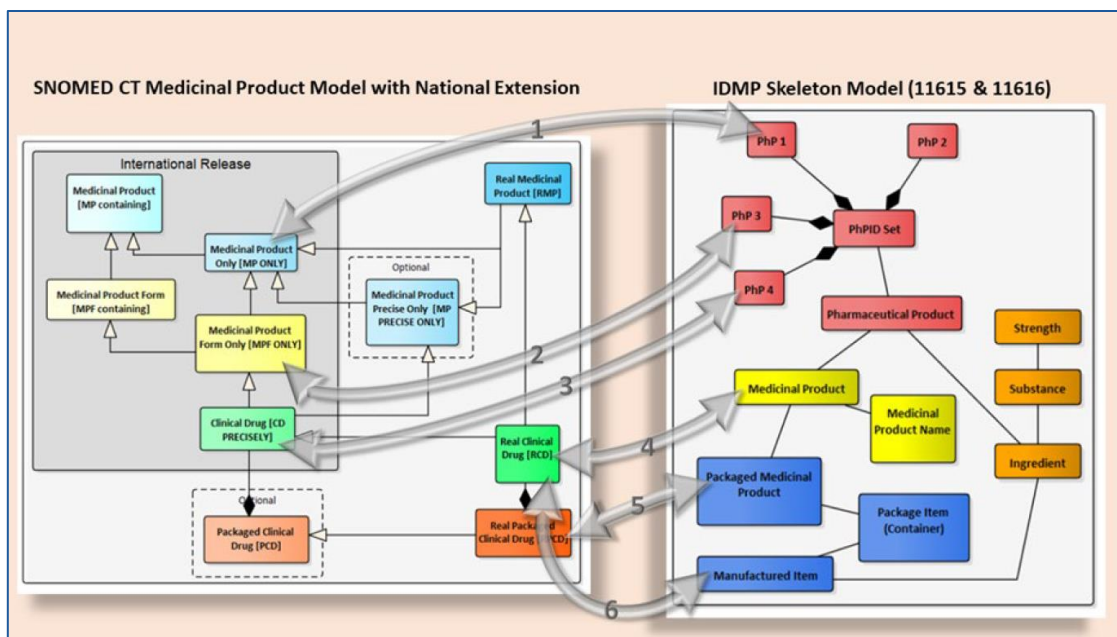 SNOMED CT Medicinal Product Model with National Extension
IDMP Skeleton Model (11615 & 11616)
International Release
Medicinal Product
[MP containing]
Real Medicinal
Product [RMP]
Medicinal Product
Only [MP ONLY]
Optional
Medicinal Product
Precise Only [MP
PRECISE ONLY]
Medicinal Product Form
[MPF containing]
Medicinal Product
Form Only [MPF ONLY]
Clinical Drug [CD
PRECISELY]
Real Clinical
Drug [RCD]
Packaged Clinical
Drug [PCD]
Real Packaged
Clinical Drug
1
2
3
4
5
6
PhP 1
PhP 2
PhP 3
PhPID Set
PhP 4
Pharmaceutical Product
Strength
Medicinal Product
Substance
Medicinal
Product Name
Ingredient
Packaged Medicinal
Product
Package Item
(Container)
Manufactured Item